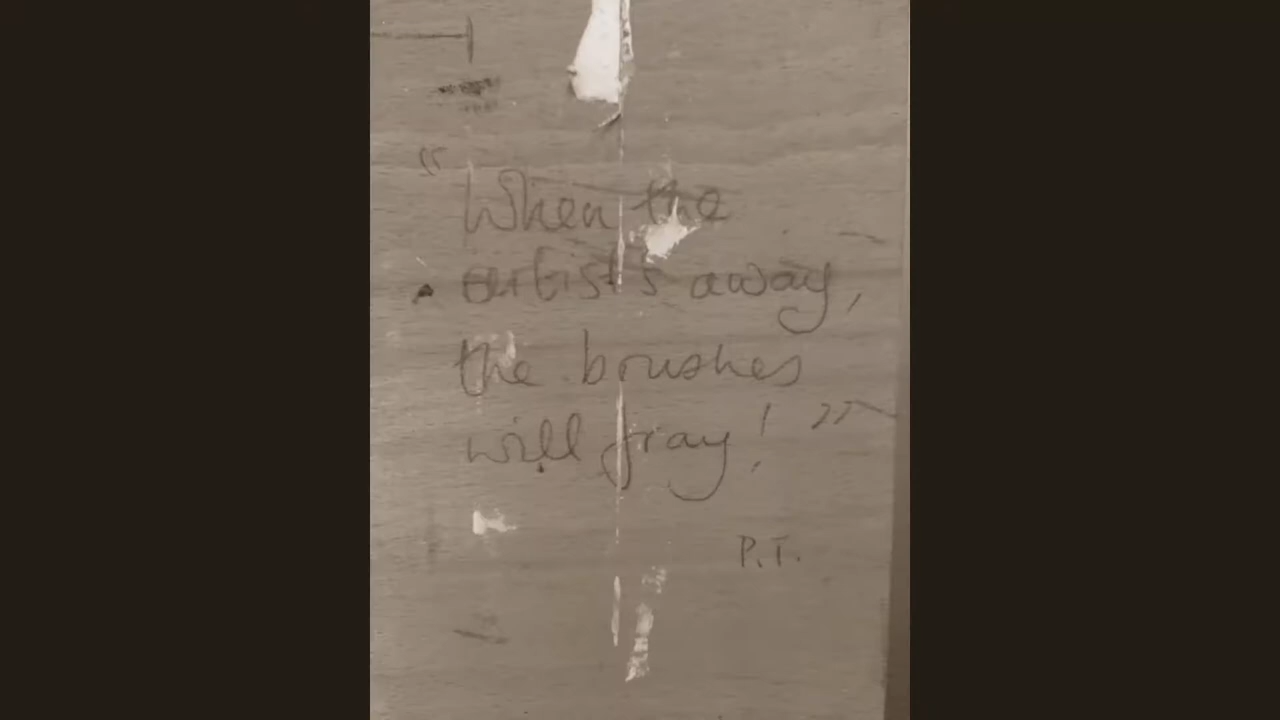 "When the
artist's away,
the brushes
will fray!"
P.T.